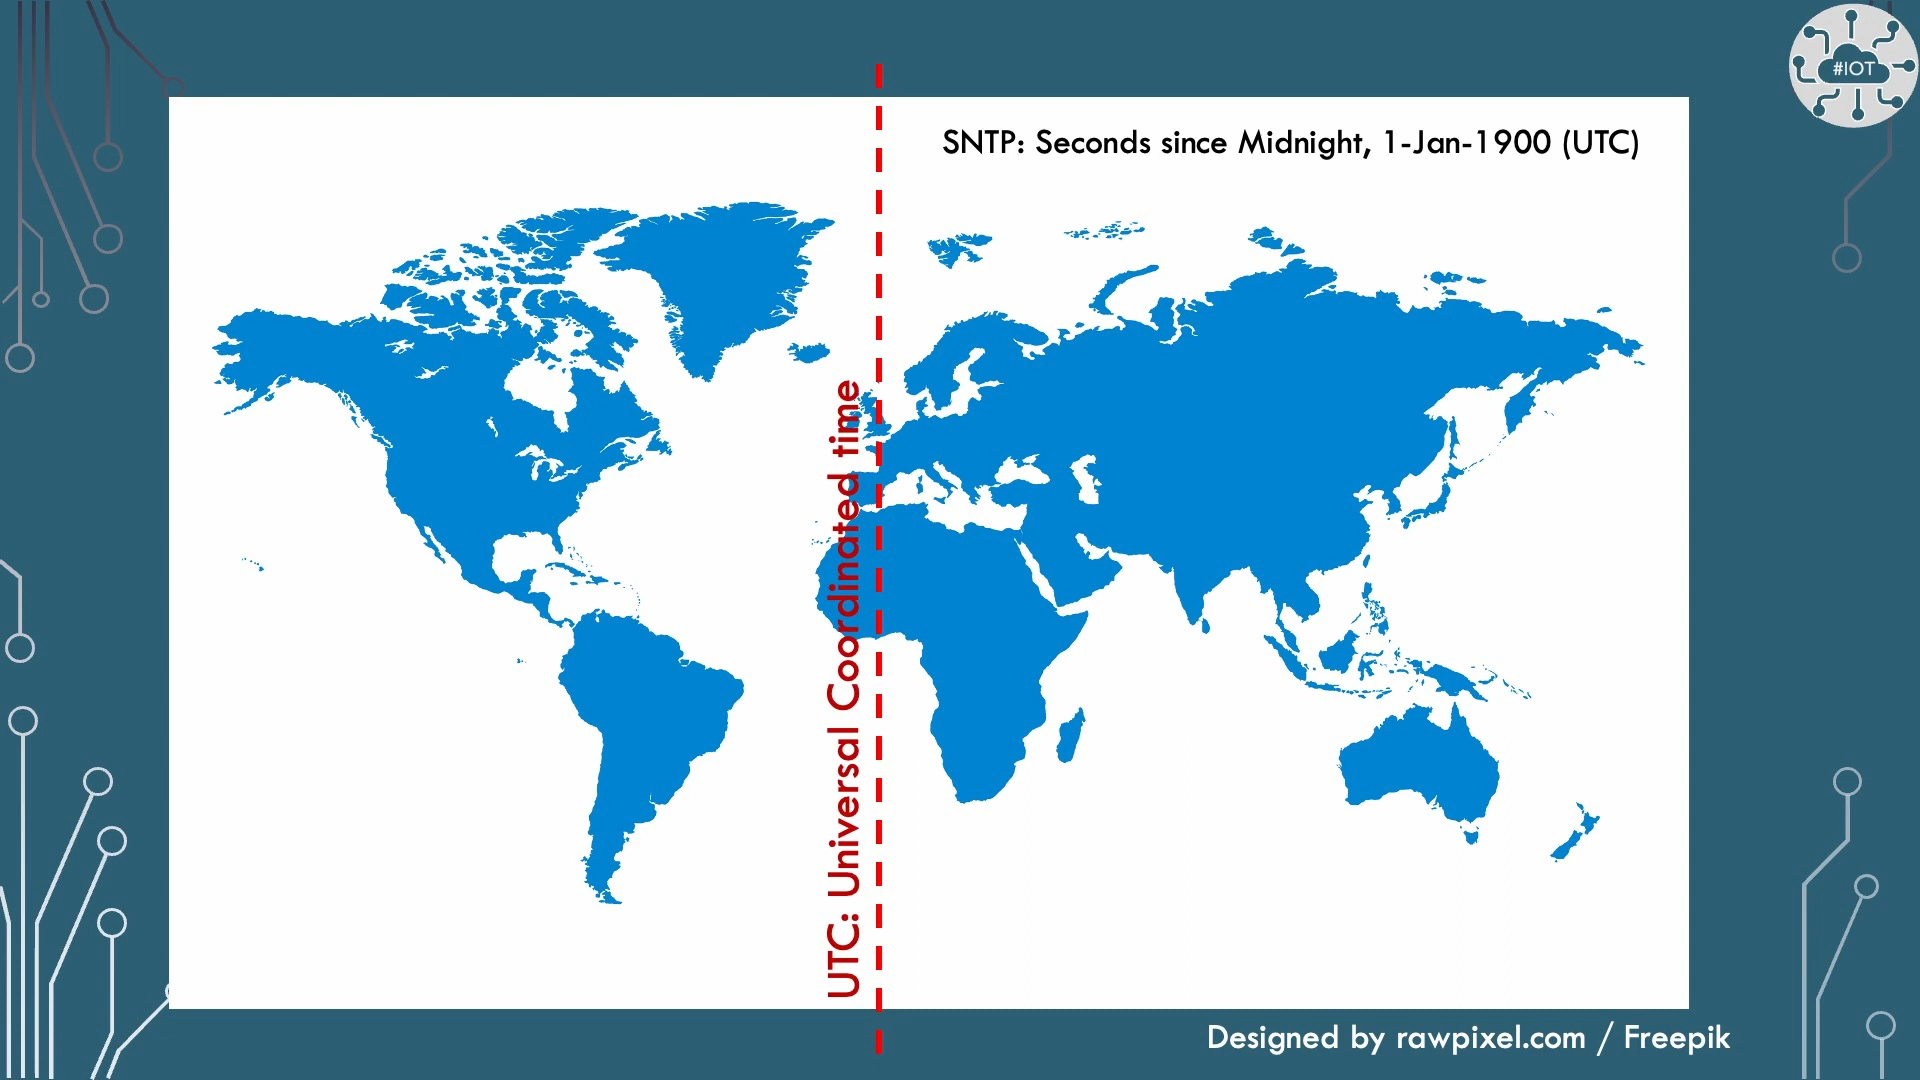 #IOT
SNTP: Seconds since Midnight, 1-Jan-1900 (UTC)
UTC: Universal Coordinated time
Designed by rawpixel.com / Freepik